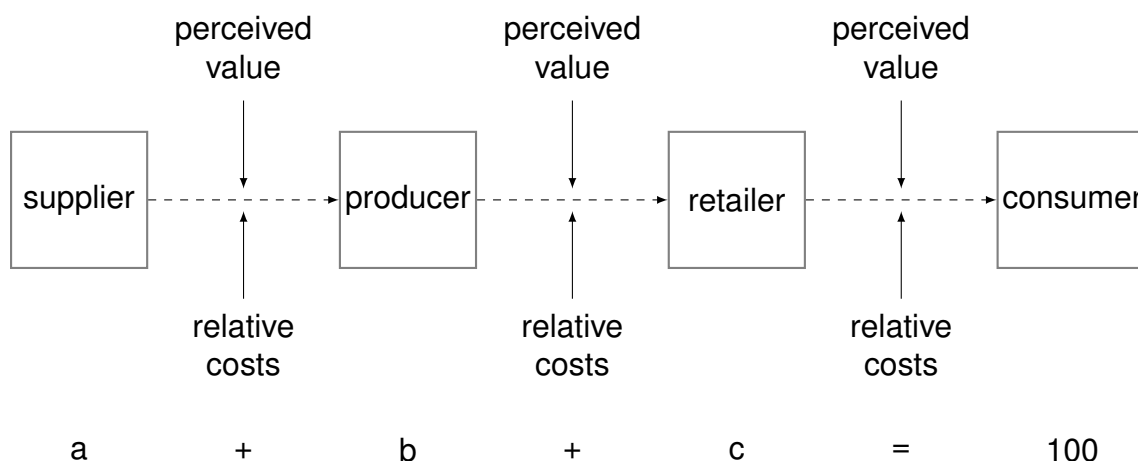 perceived
value
perceived
value
perceived
value
supplier
producer
retailer
consumer
relative
costs
relative
costs
relative
costs
a + b + c = 100